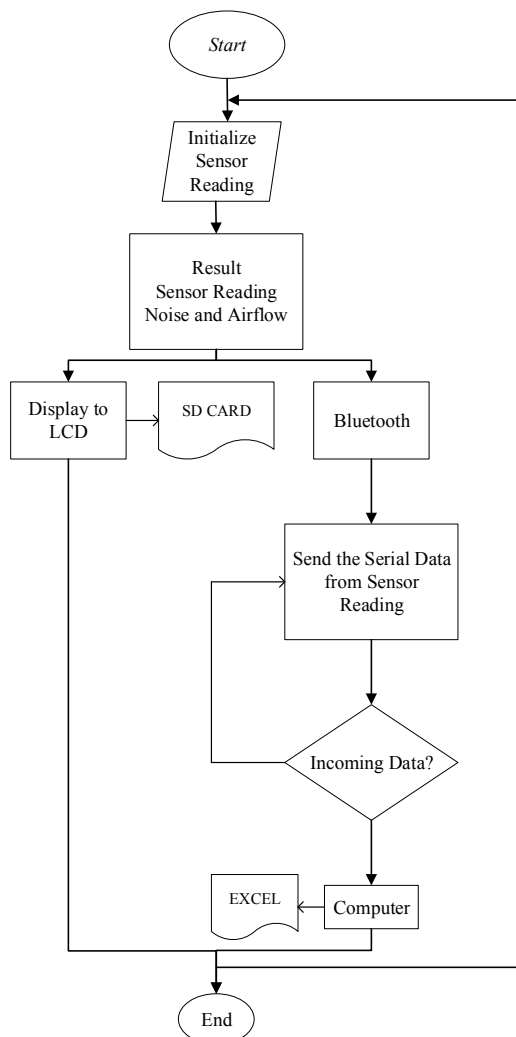 Start
Initialize
Sensor
Reading
Result
Sensor Reading
Noise and Airflow
Display to
LCD
SD CARD
Bluetooth
Send the Serial Data
from Sensor
Reading
Incoming Data?
EXCEL
Computer
End